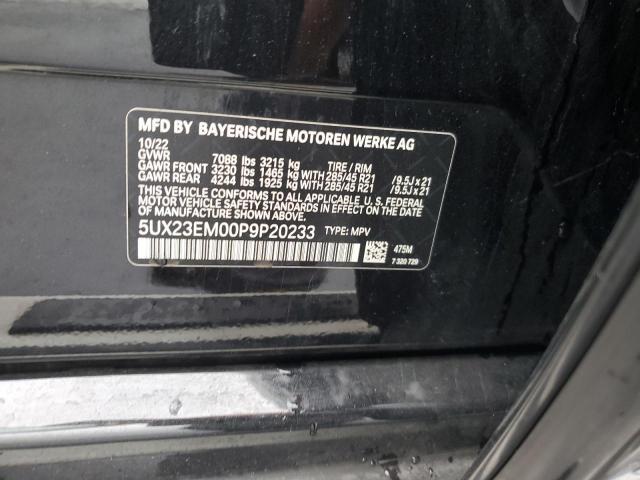 MFD BY BAYERISCHE MOTOREN WERKE AG
10/22
GVWR 7088 lbs 3215 kg TIRE / RIM
GAWR FRONT 3230 lbs 1465 kg WITH 285/45 R21 / 9.5J x 21
GAWR REAR 4244 lbs 1925 kg WITH 285/45 R21 / 9.5J x 21
THIS VEHICLE CONFORMS TO ALL APPLICABLE U.S. FEDERAL
MOTOR VEHICLE SAFETY STANDARDS IN EFFECT ON THE DATE OF
MANUFACTURE SHOWN ABOVE.
5UX23EM00P9P20233 TYPE: MPV
475M
7 320 729